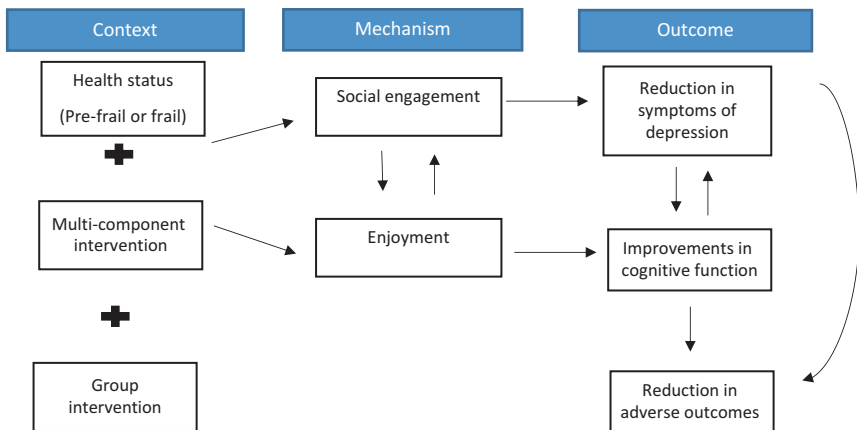 Context
Mechanism
Outcome
Health status
(Pre-frail or frail)
Social engagement
Reduction in
symptoms of
depression
Multi-component
intervention
Enjoyment
Improvements in
cognitive function
Group
intervention
Reduction in
adverse outcomes